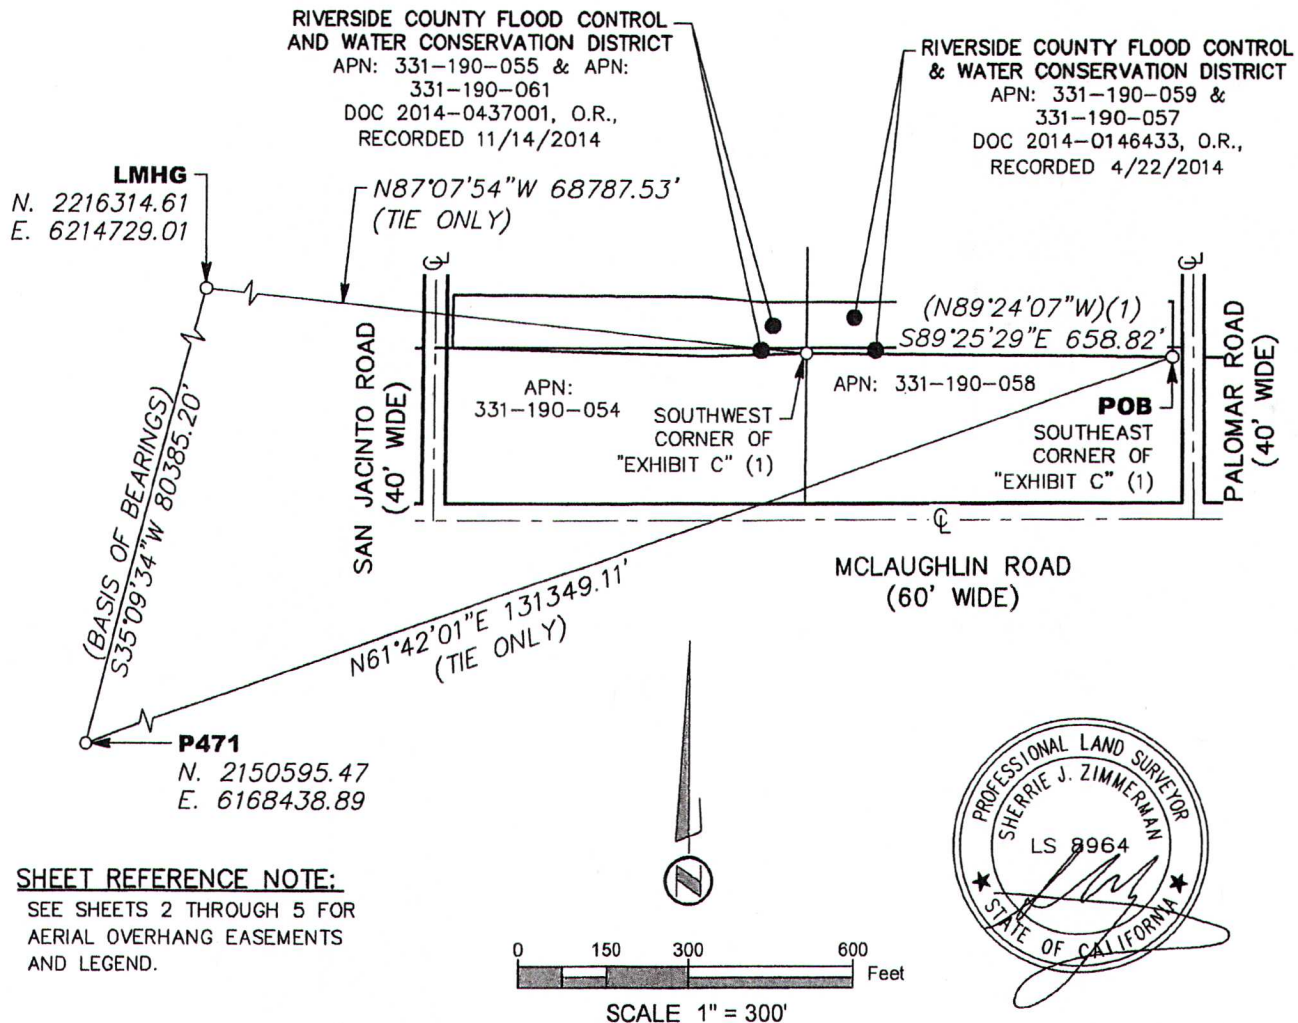 RIVERSIDE COUNTY FLOOD CONTROL
AND WATER CONSERVATION DISTRICT
APN: 331-190-055 & APN:
331-190-061
DOC 2014-0437001, O.R.,
RECORDED 11/14/2014
RIVERSIDE COUNTY FLOOD CONTROL
& WATER CONSERVATION DISTRICT
APN: 331-190-059 &
331-190-057
DOC 2014-0146433, O.R.,
RECORDED 4/22/2014
LMHG
N. 2216314.61
E. 6214729.01
N87°07'54"W 68787.53'
(TIE ONLY)
(N89°24'07"W)(1)
S89°25'29"E 658.82'
SAN JACINTO ROAD
(40' WIDE)
APN:
331-190-054
SOUTHWEST
CORNER OF
"EXHIBIT C" (1)
APN: 331-190-058
POB
SOUTHEAST
CORNER OF
"EXHIBIT C" (1)
PALOMAR ROAD
(40' WIDE)
(BASIS OF BEARINGS)
S35°09'34"W 80385.20'
N61°42'01"E 131349.11'
(TIE ONLY)
MCLAUGHLIN ROAD
(60' WIDE)
P471
N. 2150595.47
E. 6168438.89
SHEET REFERENCE NOTE:
SEE SHEETS 2 THROUGH 5 FOR
AERIAL OVERHANG EASEMENTS
AND LEGEND.
N
0 150 300 600
Feet
SCALE 1" = 300'
PROFESSIONAL LAND SURVEYOR
SHERRIE J. ZIMMERMAN
LS 8964
STATE OF CALIFORNIA